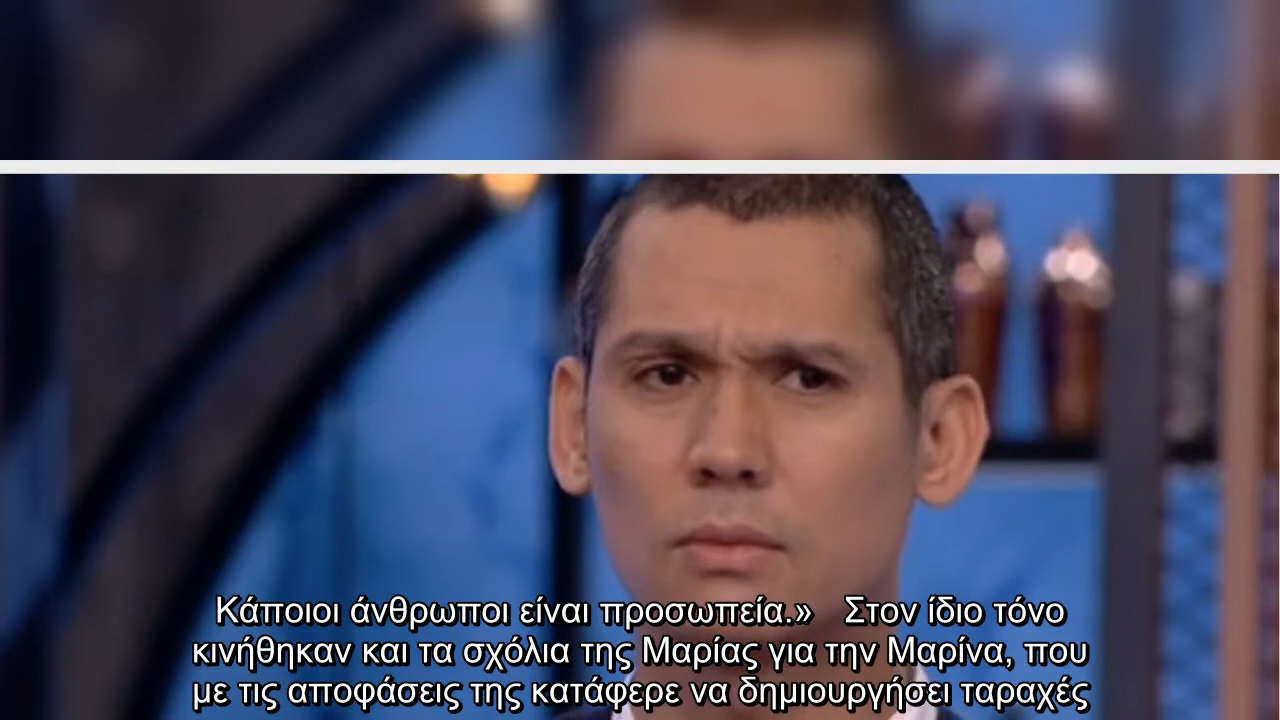 Κάποιοι άνθρωποι είναι προσωπεία.» Στον ίδιο τόνο
κινήθηκαν και τα σχόλια της Μαρίας για την Μαρίνα, που
με τις αποφάσεις της κατάφερε να δημιουργήσει ταραχές